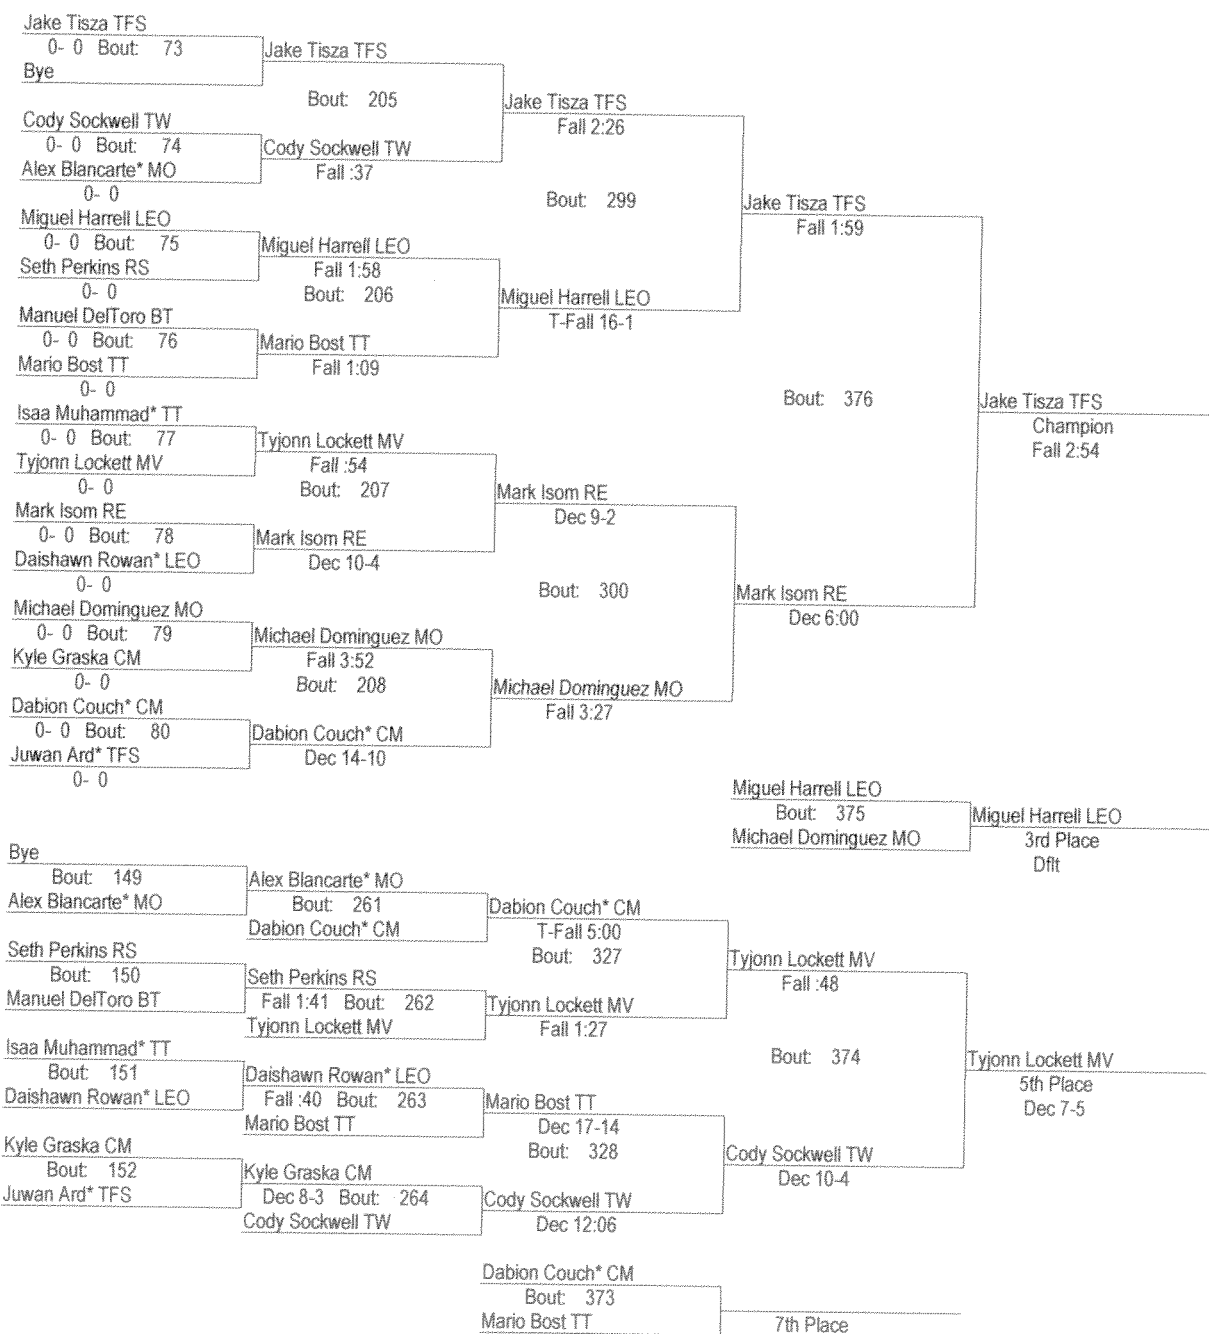 Jake Tisza TFS
0- 0 Bout: 73
Jake Tisza TFS
Bye
Bout: 205
Jake Tisza TFS
Fall 2:26
Cody Sockwell TW
0- 0 Bout: 74
Cody Sockwell TW
Fall :37
Alex Blancarte* MO
0- 0
Bout: 299
Jake Tisza TFS
Fall 1:59
Miguel Harrell LEO
0- 0 Bout: 75
Miguel Harrell LEO
Fall 1:58
Seth Perkins RS
0- 0
Bout: 206
Miguel Harrell LEO
T-Fall 16-1
Manuel DelToro BT
0- 0 Bout: 76
Mario Bost TT
Fall 1:09
Mario Bost TT
0- 0
Bout: 376
Jake Tisza TFS
Champion
Fall 2:54
Isaa Muhammad* TT
0- 0 Bout: 77
Tyjonn Lockett MV
Fall :54
Tyjonn Lockett MV
0- 0
Bout: 207
Mark Isom RE
Dec 9-2
Mark Isom RE
0- 0 Bout: 78
Mark Isom RE
Dec 10-4
Daishawn Rowan* LEO
0- 0
Bout: 300
Mark Isom RE
Dec 6:00
Michael Dominguez MO
0- 0 Bout: 79
Michael Dominguez MO
Fall 3:52
Kyle Graska CM
0- 0
Bout: 208
Michael Dominguez MO
Fall 3:27
Dabion Couch* CM
0- 0 Bout: 80
Dabion Couch* CM
Dec 14-10
Juwan Ard* TFS
0- 0
Miguel Harrell LEO
Bout: 375
Miguel Harrell LEO
Michael Dominguez MO
3rd Place
Dflt
Bye
Bout: 149
Alex Blancarte* MO
Alex Blancarte* MO
Bout: 261
Dabion Couch* CM
Dabion Couch* CM
T-Fall 5:00
Bout: 327
Seth Perkins RS
Bout: 150
Seth Perkins RS
Manuel DelToro BT
Fall 1:41 Bout: 262
Tyjonn Lockett MV
Tyjonn Lockett MV
Fall 1:27
Tyjonn Lockett MV
Fall :48
Isaa Muhammad* TT
Bout: 151
Daishawn Rowan* LEO
Daishawn Rowan* LEO
Fall :40 Bout: 263
Mario Bost TT
Mario Bost TT
Dec 17-14
Bout: 328
Bout: 374
Tyjonn Lockett MV
5th Place
Dec 7-5
Kyle Graska CM
Bout: 152
Kyle Graska CM
Juwan Ard* TFS
Dec 8-3 Bout: 264
Cody Sockwell TW
Cody Sockwell TW
Dec 12:06
Cody Sockwell TW
Dec 10-4
Dabion Couch* CM
Bout: 373
Mario Bost TT
7th Place